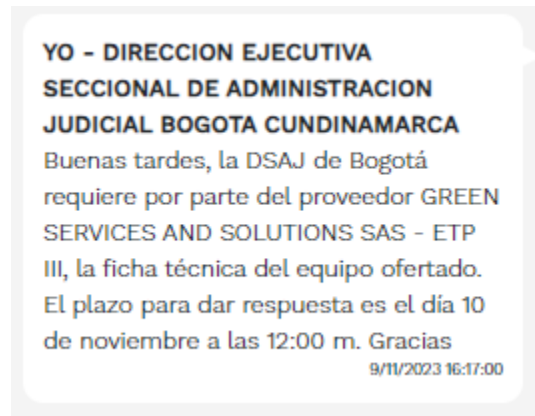 YO - DIRECCION EJECUTIVA
SECCIONAL DE ADMINISTRACION
JUDICIAL BOGOTA CUNDINAMARCA
Buenas tardes, la DSAJ de Bogotá
requiere por parte del proveedor GREEN
SERVICES AND SOLUTIONS SAS - ETP
III, la ficha técnica del equipo ofertado.
El plazo para dar respuesta es el día 10
de noviembre a las 12:00 m. Gracias
9/11/2023 16:17:00